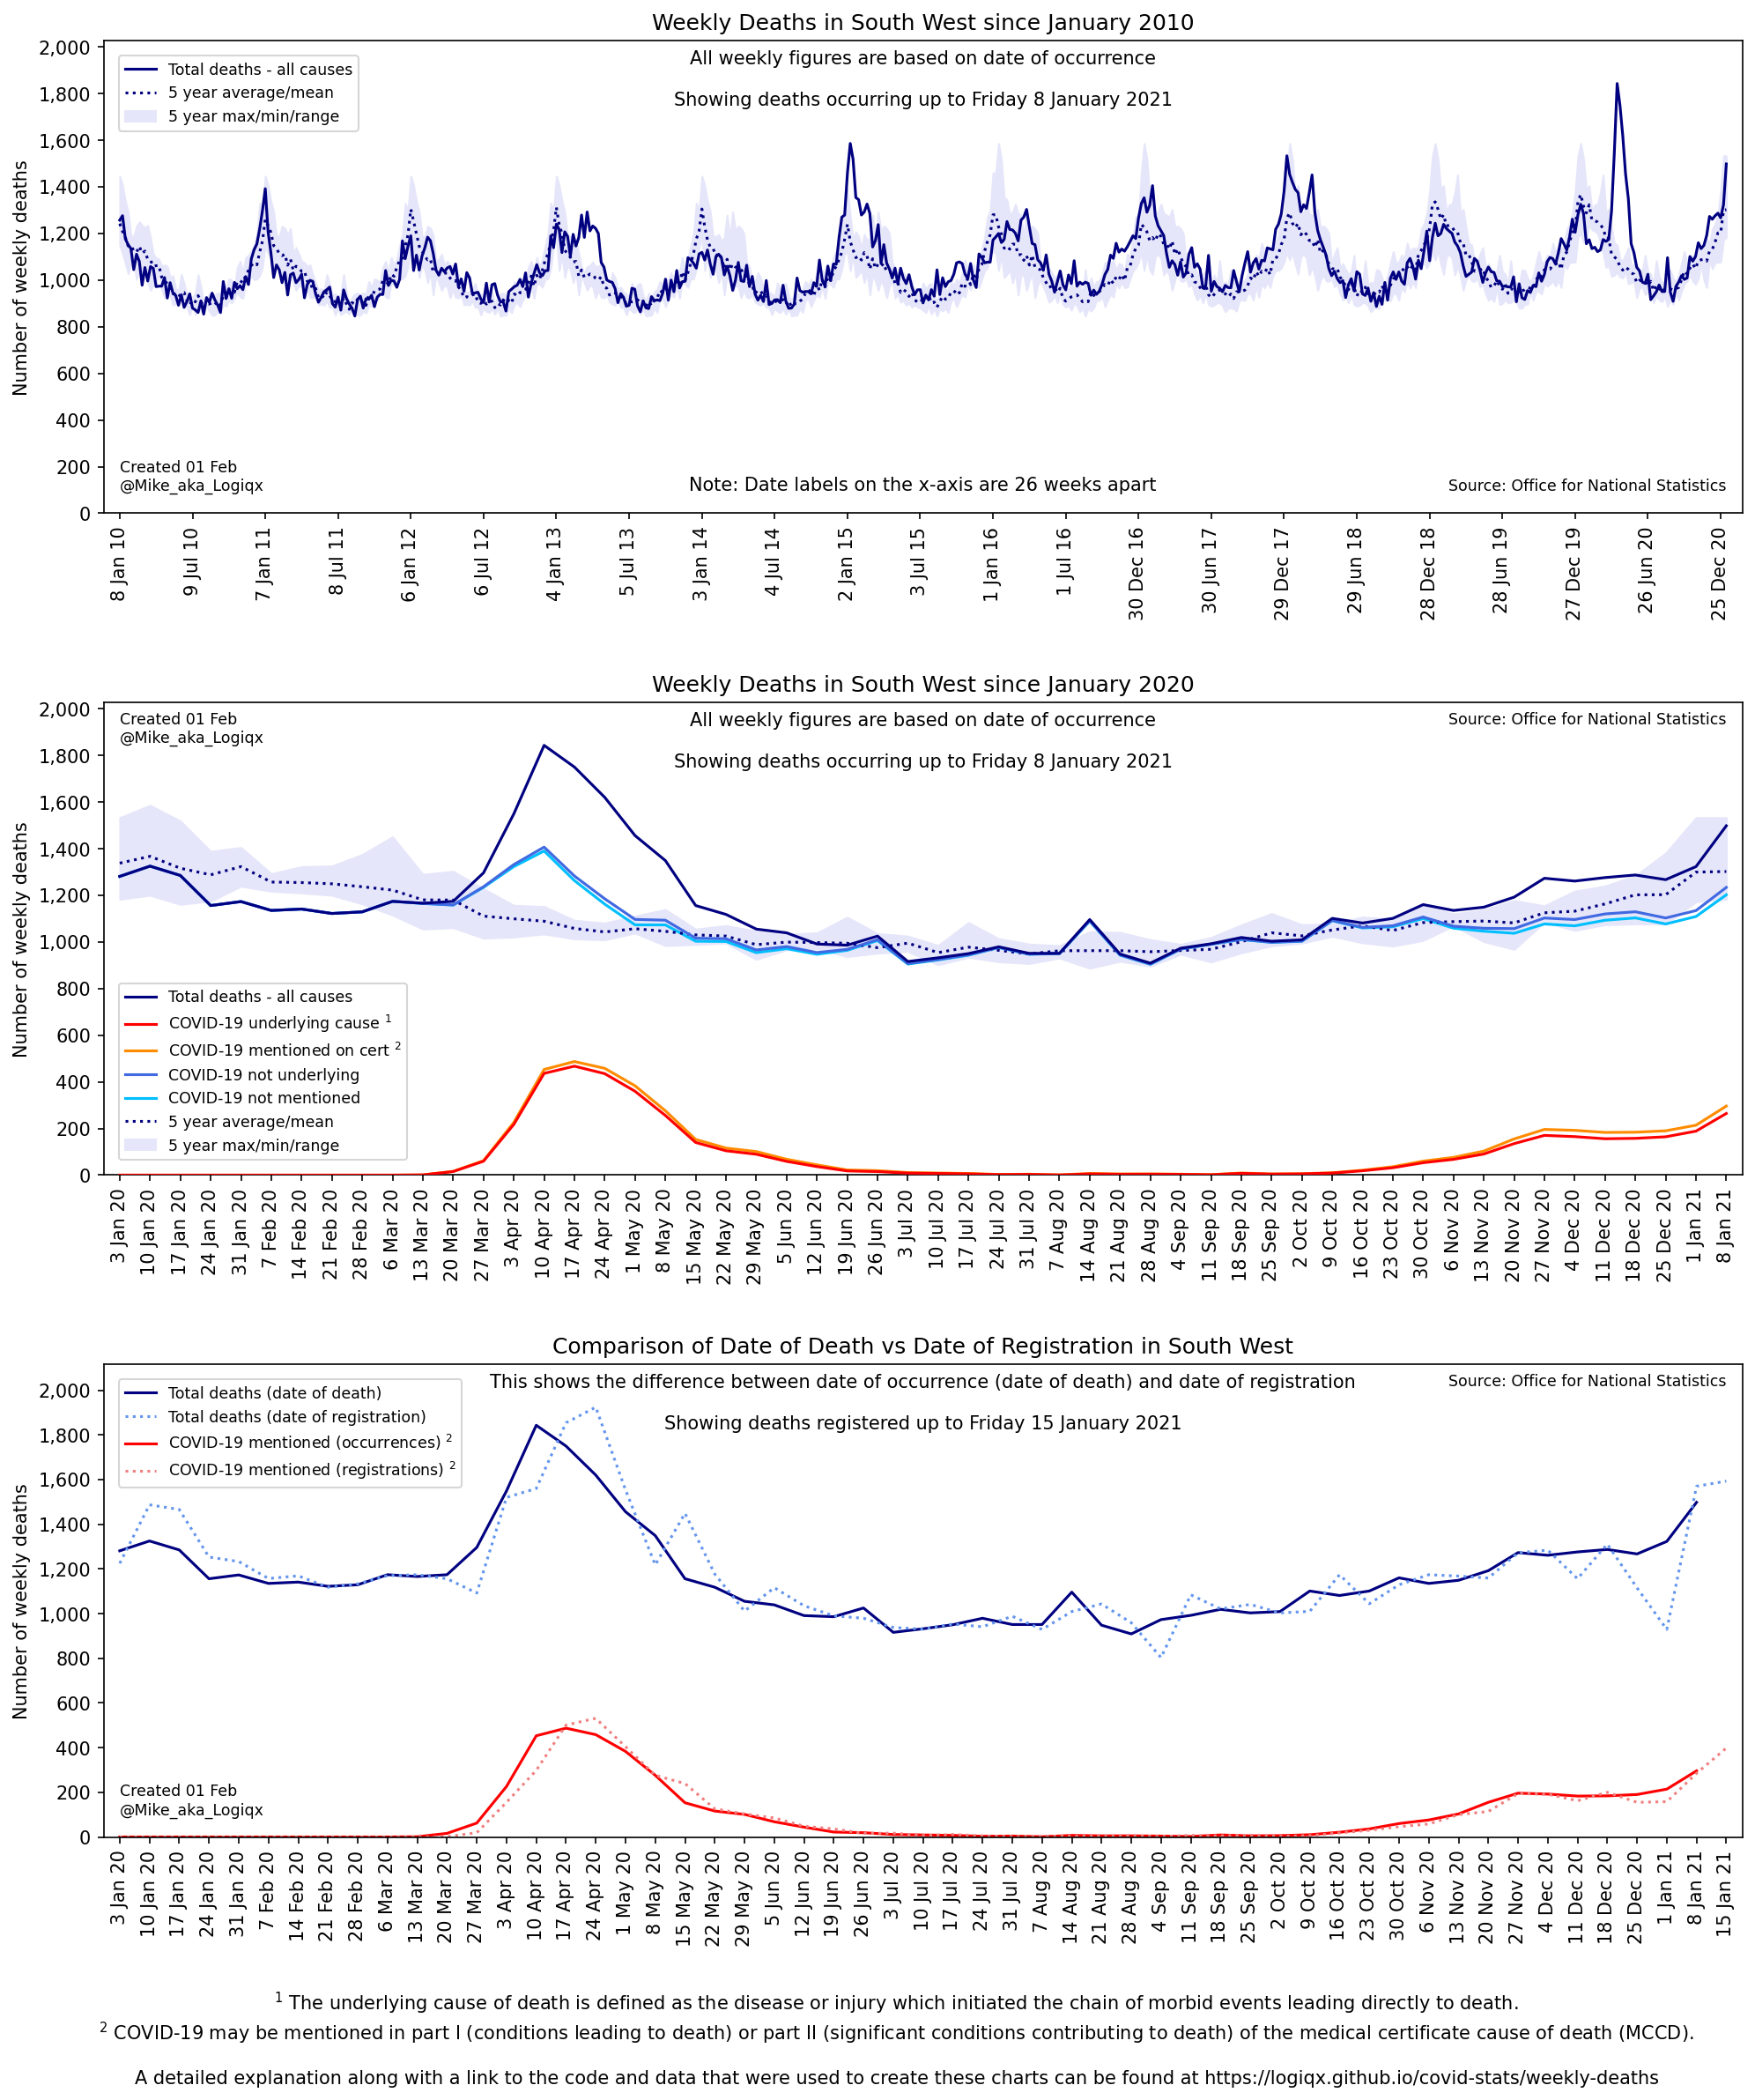 Weekly Deaths in South West since January 2010
All weekly figures are based on date of occurrence
Showing deaths occurring up to Friday 8 January 2021
Total deaths - all causes
5 year average/mean
5 year max/min/range
Number of weekly deaths
2,000
1,800
1,600
1,400
1,200
1,000
800
600
400
200
0
Created 01 Feb
@Mike_aka_Logiqx
Note: Date labels on the x-axis are 26 weeks apart
Source: Office for National Statistics
8 Jan 10
9 Jul 10
7 Jan 11
8 Jul 11
6 Jan 12
6 Jul 12
4 Jan 13
5 Jul 13
3 Jan 14
4 Jul 14
2 Jan 15
3 Jul 15
1 Jan 16
1 Jul 16
30 Dec 16
30 Jun 17
29 Dec 17
29 Jun 18
28 Dec 18
28 Jun 19
27 Dec 19
26 Jun 20
25 Dec 20
Weekly Deaths in South West since January 2020
Created 01 Feb
@Mike_aka_Logiqx
All weekly figures are based on date of occurrence
Showing deaths occurring up to Friday 8 January 2021
Source: Office for National Statistics
Number of weekly deaths
2,000
1,800
1,600
1,400
1,200
1,000
800
600
400
200
0
Total deaths - all causes
COVID-19 underlying cause 1
COVID-19 mentioned on cert 2
COVID-19 not underlying
COVID-19 not mentioned
5 year average/mean
5 year max/min/range
3 Jan 20
10 Jan 20
17 Jan 20
24 Jan 20
31 Jan 20
7 Feb 20
14 Feb 20
21 Feb 20
28 Feb 20
6 Mar 20
13 Mar 20
20 Mar 20
27 Mar 20
3 Apr 20
10 Apr 20
17 Apr 20
24 Apr 20
1 May 20
8 May 20
15 May 20
22 May 20
29 May 20
5 Jun 20
12 Jun 20
19 Jun 20
26 Jun 20
3 Jul 20
10 Jul 20
17 Jul 20
24 Jul 20
31 Jul 20
7 Aug 20
14 Aug 20
21 Aug 20
28 Aug 20
4 Sep 20
11 Sep 20
18 Sep 20
25 Sep 20
2 Oct 20
9 Oct 20
16 Oct 20
23 Oct 20
30 Oct 20
6 Nov 20
13 Nov 20
20 Nov 20
27 Nov 20
4 Dec 20
11 Dec 20
18 Dec 20
25 Dec 20
1 Jan 21
8 Jan 21
Comparison of Date of Death vs Date of Registration in South West
Total deaths (date of death)
Total deaths (date of registration)
COVID-19 mentioned (occurrences) 2
COVID-19 mentioned (registrations) 2
This shows the difference between date of occurrence (date of death) and date of registration
Showing deaths registered up to Friday 15 January 2021
Source: Office for National Statistics
Number of weekly deaths
2,000
1,800
1,600
1,400
1,200
1,000
800
600
400
200
0
Created 01 Feb
@Mike_aka_Logiqx
3 Jan 20
10 Jan 20
17 Jan 20
24 Jan 20
31 Jan 20
7 Feb 20
14 Feb 20
21 Feb 20
28 Feb 20
6 Mar 20
13 Mar 20
20 Mar 20
27 Mar 20
3 Apr 20
10 Apr 20
17 Apr 20
24 Apr 20
1 May 20
8 May 20
15 May 20
22 May 20
29 May 20
5 Jun 20
12 Jun 20
19 Jun 20
26 Jun 20
3 Jul 20
10 Jul 20
17 Jul 20
24 Jul 20
31 Jul 20
7 Aug 20
14 Aug 20
21 Aug 20
28 Aug 20
4 Sep 20
11 Sep 20
18 Sep 20
25 Sep 20
2 Oct 20
9 Oct 20
16 Oct 20
23 Oct 20
30 Oct 20
6 Nov 20
13 Nov 20
20 Nov 20
27 Nov 20
4 Dec 20
11 Dec 20
18 Dec 20
25 Dec 20
1 Jan 21
8 Jan 21
15 Jan 21
1 The underlying cause of death is defined as the disease or injury which initiated the chain of morbid events leading directly to death.
2 COVID-19 may be mentioned in part I (conditions leading to death) or part II (significant conditions contributing to death) of the medical certificate cause of death (MCCD).
A detailed explanation along with a link to the code and data that were used to create these charts can be found at https://logiqx.github.io/covid-stats/weekly-deaths